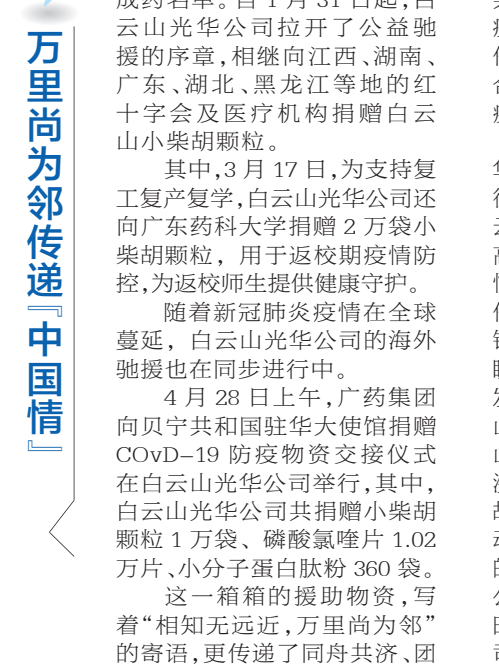 万里尚为邻传递『中国情』
成药名单。自 1 月 31 日起,白
云山光华公司拉开了公益驰
援的序章,相继向江西、湖南、
广东、湖北、黑龙江等地的红
十字会及医疗机构捐赠白云
山小柴胡颗粒。
其中,3 月 17 日,为支持复
工复产复学,白云山光华公司还
向广东药科大学捐赠 2 万袋小
柴胡颗粒，用于返校期疫情防
控,为返校师生提供健康守护。
随着新冠肺炎疫情在全球
蔓延，白云山光华公司的海外
驰援也在同步进行中。
4 月 28 日上午,广药集团
向贝宁共和国驻华大使馆捐赠
COvD–19 防疫物资交接仪式
在白云山光华公司举行,其中,
白云山光华公司共捐赠小柴胡
颗粒 1 万袋、磷酸氯喹片 1.02
万片、小分子蛋白肽粉 360 袋。
这一箱箱的援助物资,写
着“相知无远近,万里尚为邻”
的寄语,更传递了同舟共济、团